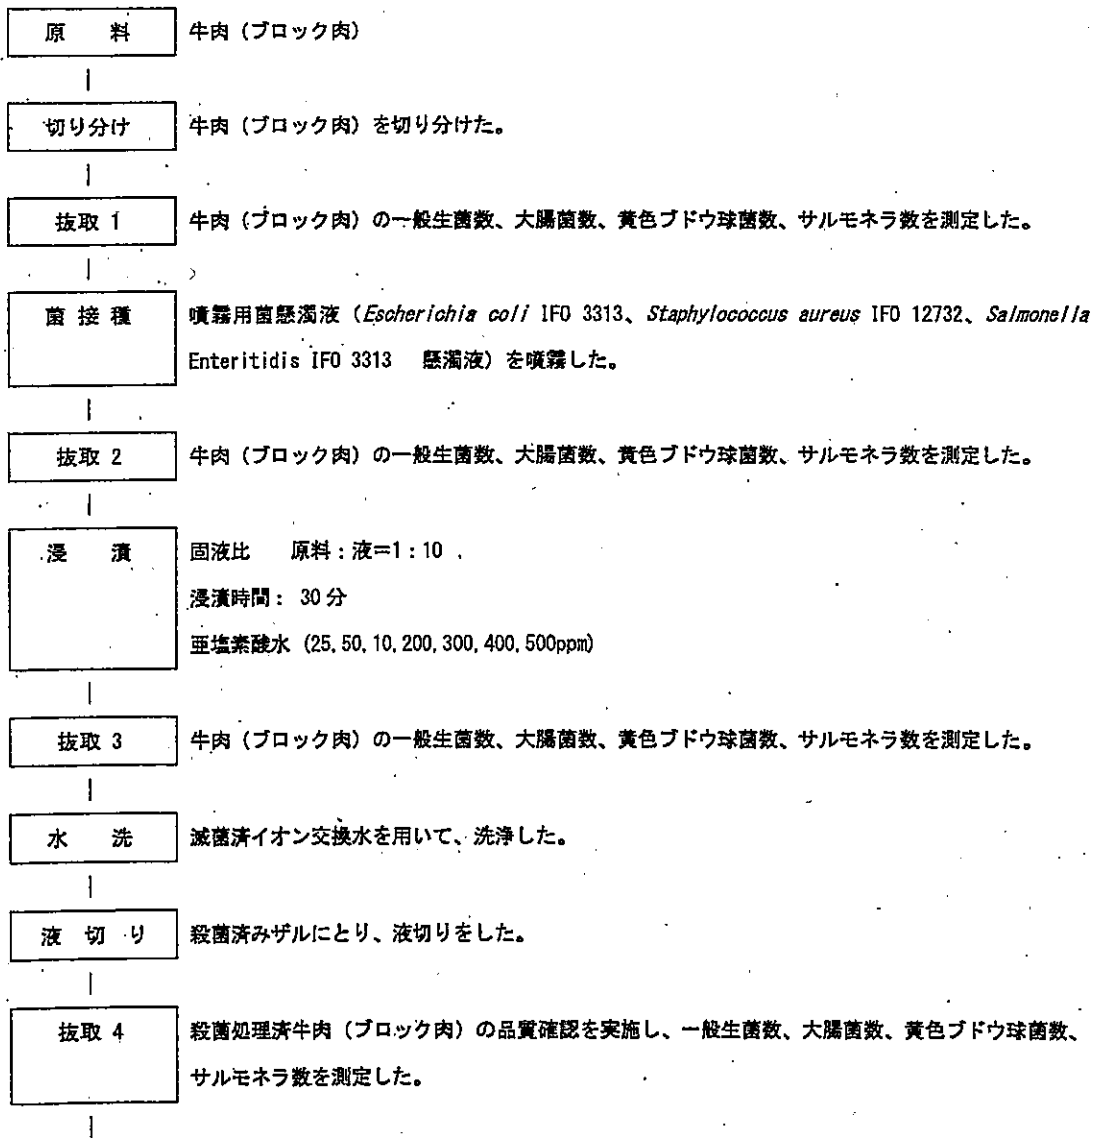 原　料　牛肉（ブロック肉）
切り分け　牛肉（ブロック肉）を切り分けた。
抜取 1　牛肉（ブロック肉）の一般生菌数、大腸菌数、黄色ブドウ球菌数、サルモネラ数を測定した。
菌 接 種　噴霧用菌懸濁液（Escherichia coli IFO 3313、Staphylococcus aureus IFO 12732、Salmonella
Enteritidis IFO 3313　懸濁液）を噴霧した。
抜取 2　牛肉（ブロック肉）の一般生菌数、大腸菌数、黄色ブドウ球菌数、サルモネラ数を測定した。
浸　漬　固液比　原料：液＝1：10
浸漬時間： 30 分
亜塩素酸水 (25, 50, 10, 200, 300, 400, 500ppm)
抜取 3　牛肉（ブロック肉）の一般生菌数、大腸菌数、黄色ブドウ球菌数、サルモネラ数を測定した。
水　洗　滅菌済イオン交換水を用いて、洗浄した。
液 切 り　殺菌済みザルにとり、液切りをした。
抜取 4　殺菌処理済牛肉（ブロック肉）の品質確認を実施し、一般生菌数、大腸菌数、黄色ブドウ球菌数、
サルモネラ数を測定した。